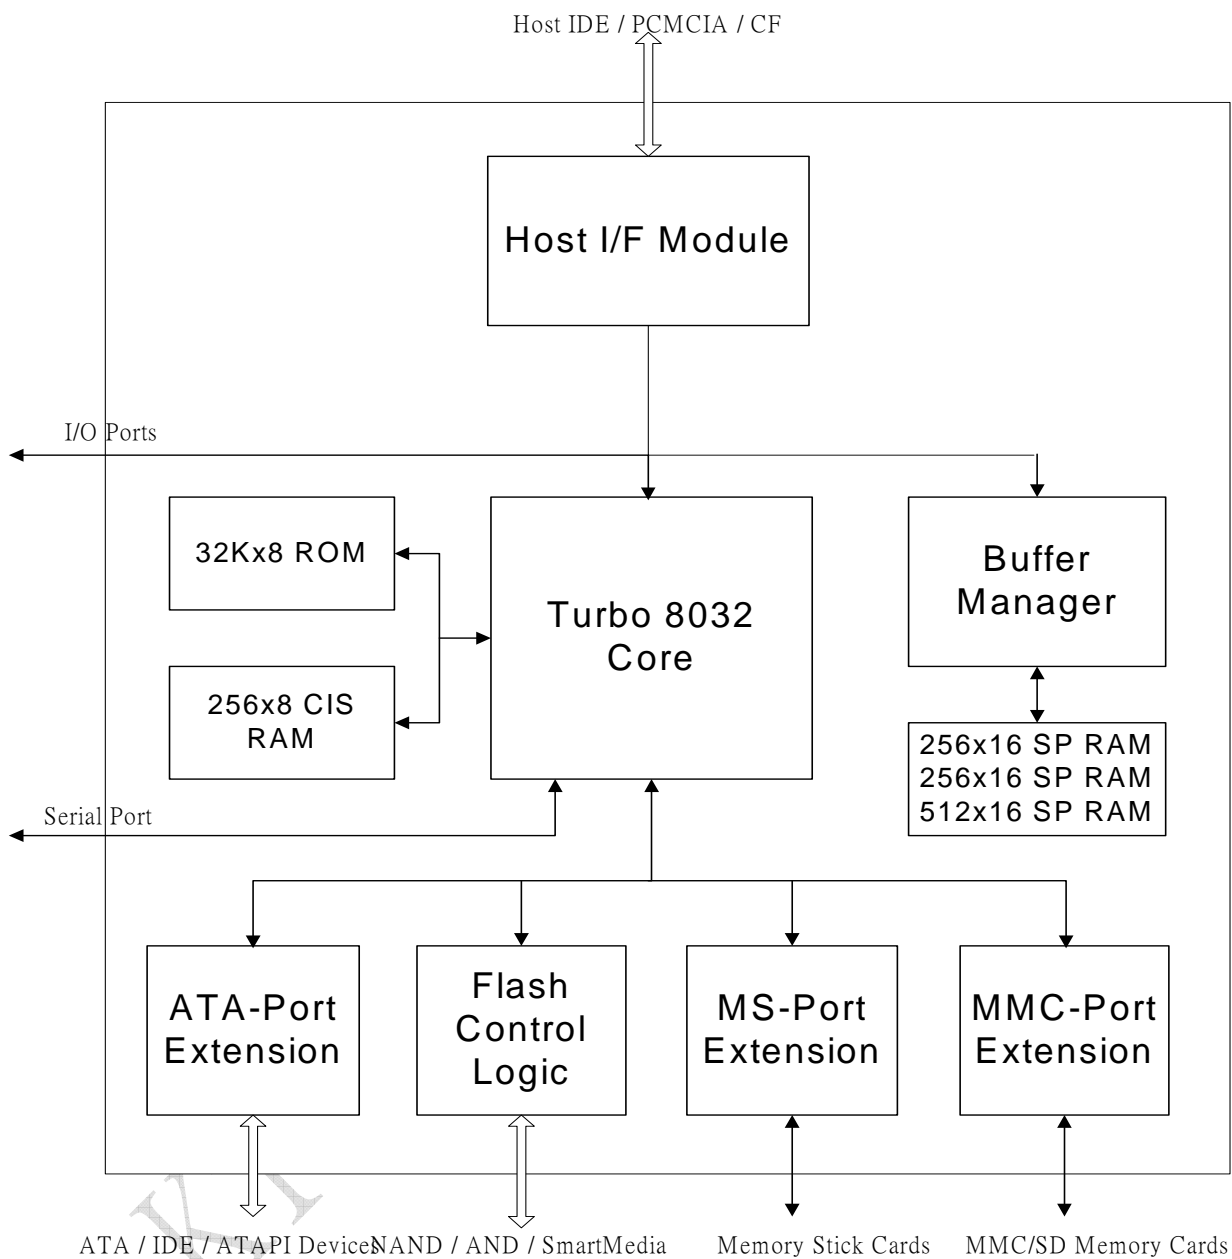 Host IDE / PCMCIA / CF
Host I/F Module
I/O Ports
32Kx8 ROM
Turbo 8032
Core
Buffer
Manager
256x8 CIS
RAM
256x16 SP RAM
256x16 SP RAM
512x16 SP RAM
Serial Port
ATA-Port
Extension
Flash
Control
Logic
MS-Port
Extension
MMC-Port
Extension
ATA / IDE / ATAPI Devices
NAND / AND / SmartMedia
Memory Stick Cards
MMC/SD Memory Cards